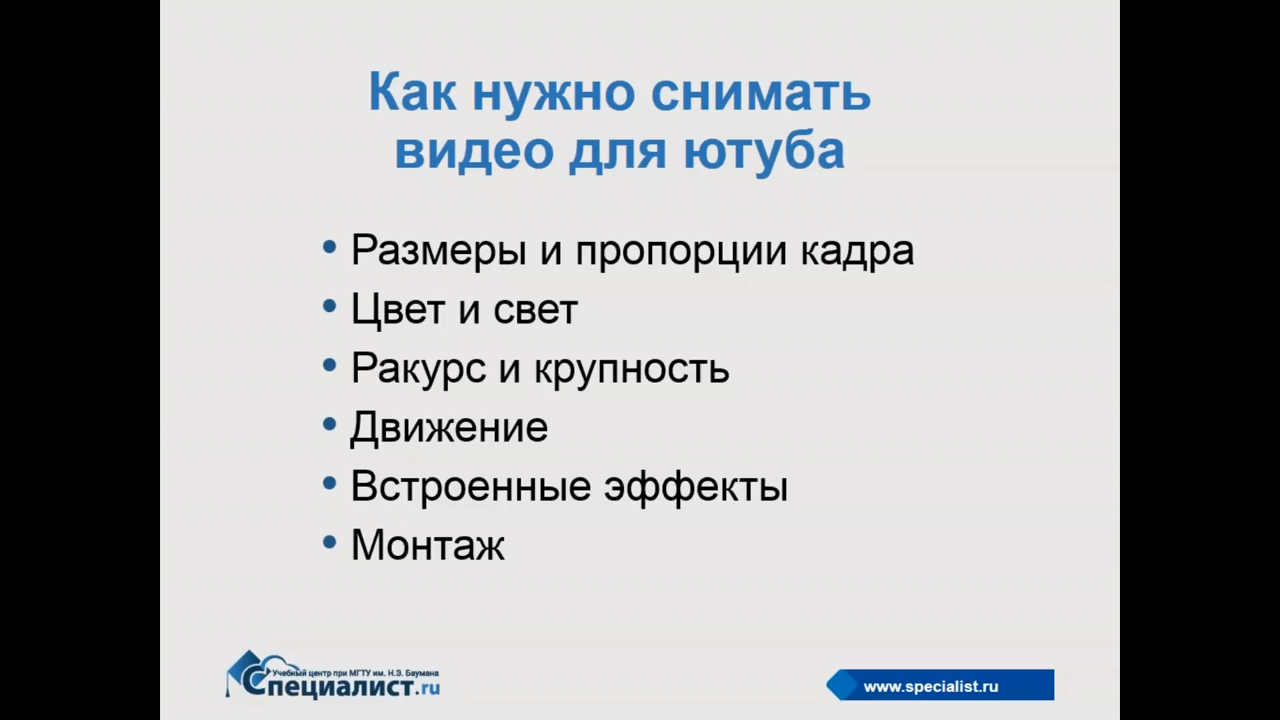 Как нужно снимать
видео для ютуба
• Размеры и пропорции кадра
• Цвет и свет
• Ракурс и крупность
• Движение
• Встроенные эффекты
• Монтаж
Учебный центр при МГТУ им. Н.Э. Баумана
Специалист.ru
www.specialist.ru